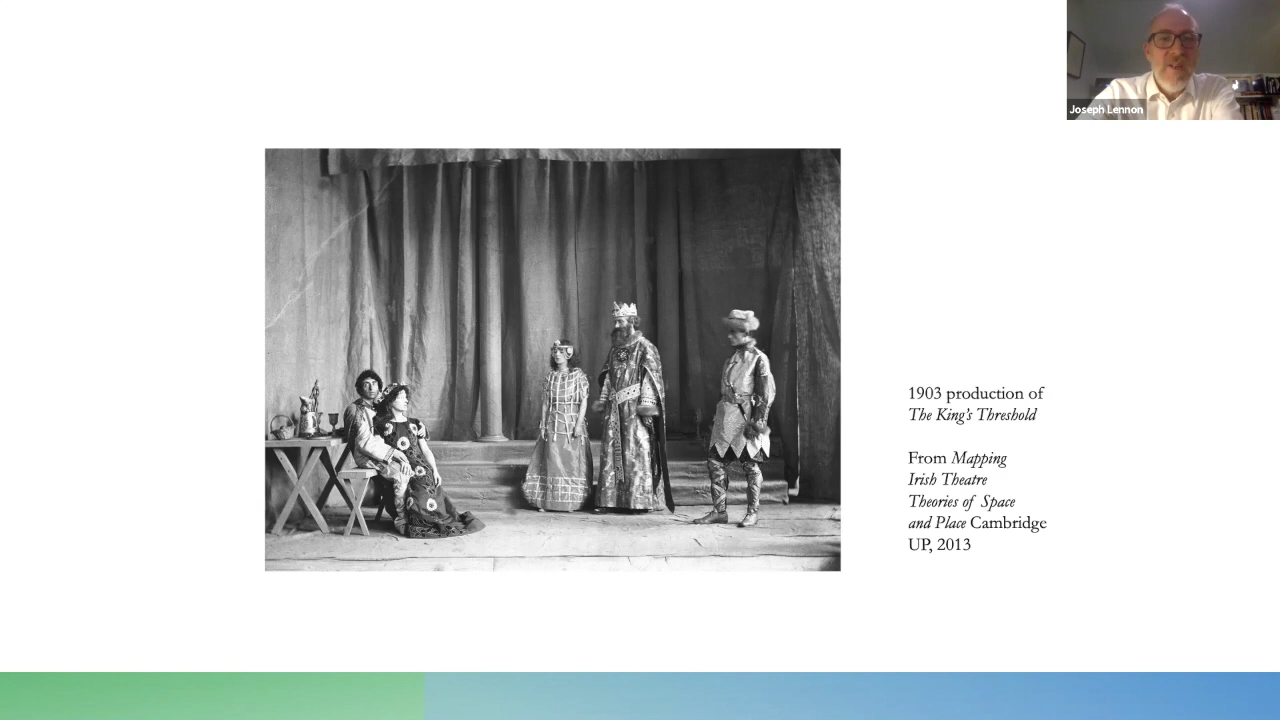 Joseph Lennon
1903 production of
The King's Threshold
From Mapping
Irish Theatre
Theories of Space
and Place Cambridge
UP, 2013